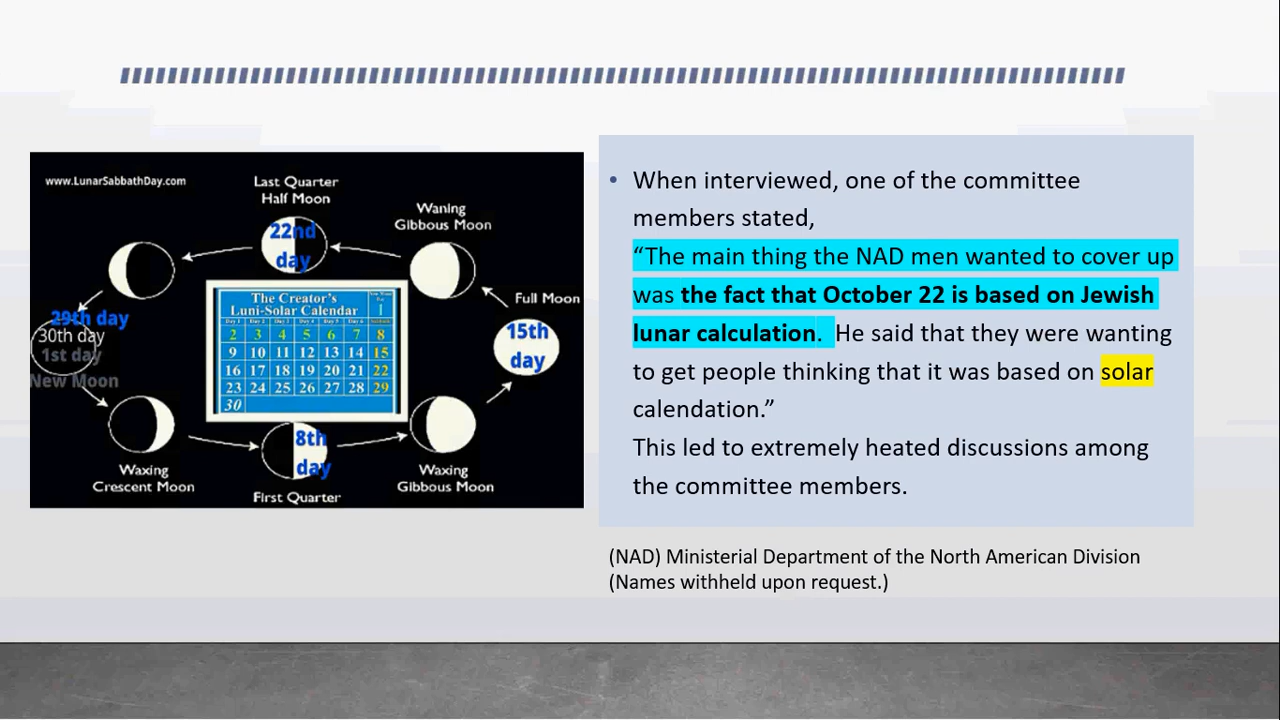 www.LunarSabbathDay.com
Last Quarter
Half Moon
22nd
day
Waning
Gibbous Moon
Full Moon
15th
day
29th day
30th day
1st day
New Moon
The Creator's
Luni-Solar Calendar
Day 1 Day 2 Day 3 Day 4 Day 5 Day 6
1
2 3 4 5 6 7 8
9 10 11 12 13 14 15
16 17 18 19 20 21 22
23 24 25 26 27 28 29
30
8th
day
Waxing
Crescent Moon
First Quarter
Waxing
Gibbous Moon
• When interviewed, one of the committee
members stated,
“The main thing the NAD men wanted to cover up
was the fact that October 22 is based on Jewish
lunar calculation. He said that they were wanting
to get people thinking that it was based on solar
calendation.”
This led to extremely heated discussions among
the committee members.
(NAD) Ministerial Department of the North American Division
(Names withheld upon request.)